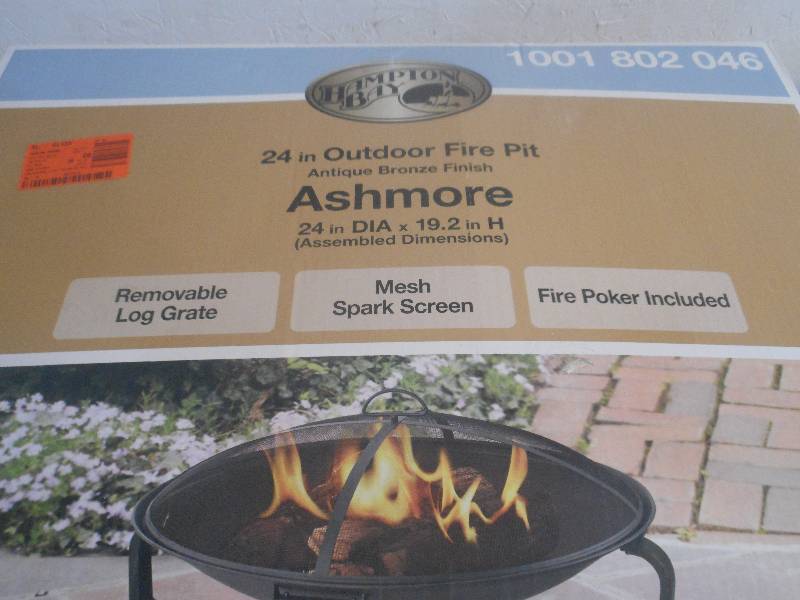 1001 802 046
HAMPTON
BAY
24 in Outdoor Fire Pit
Antique Bronze Finish
Ashmore
24 in DIA x 19.2 in H
(Assembled Dimensions)
Removable
Log Grate
Mesh
Spark Screen
Fire Poker Included